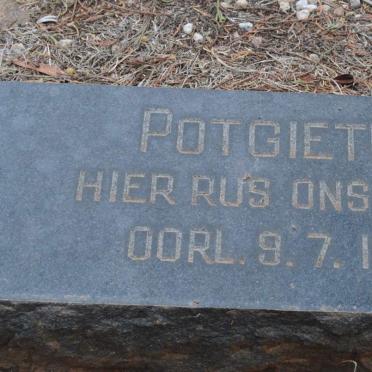 POTGIET
HIER RUS ONS
OORL. 9. 7. 1